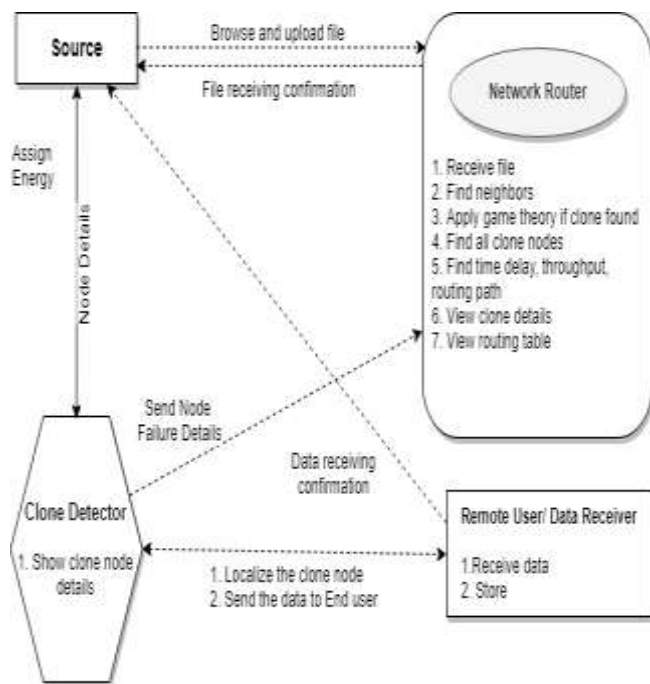 Source
Browse and upload file
File receiving confirmation
Network Router
1. Receive file
2. Find neighbors
3. Apply game theory if clone found
4. Find all clone nodes
5. Find time delay, throughput,
routing path
6. View clone details
7. View routing table
Assign
Energy
Node Details
Send Node
Failure Details
Data receiving
confirmation
Clone Detector
1. Show clone node
details
1. Localize the clone node
2. Send the data to End user
Remote User/ Data Receiver
1.Receive data
2. Store